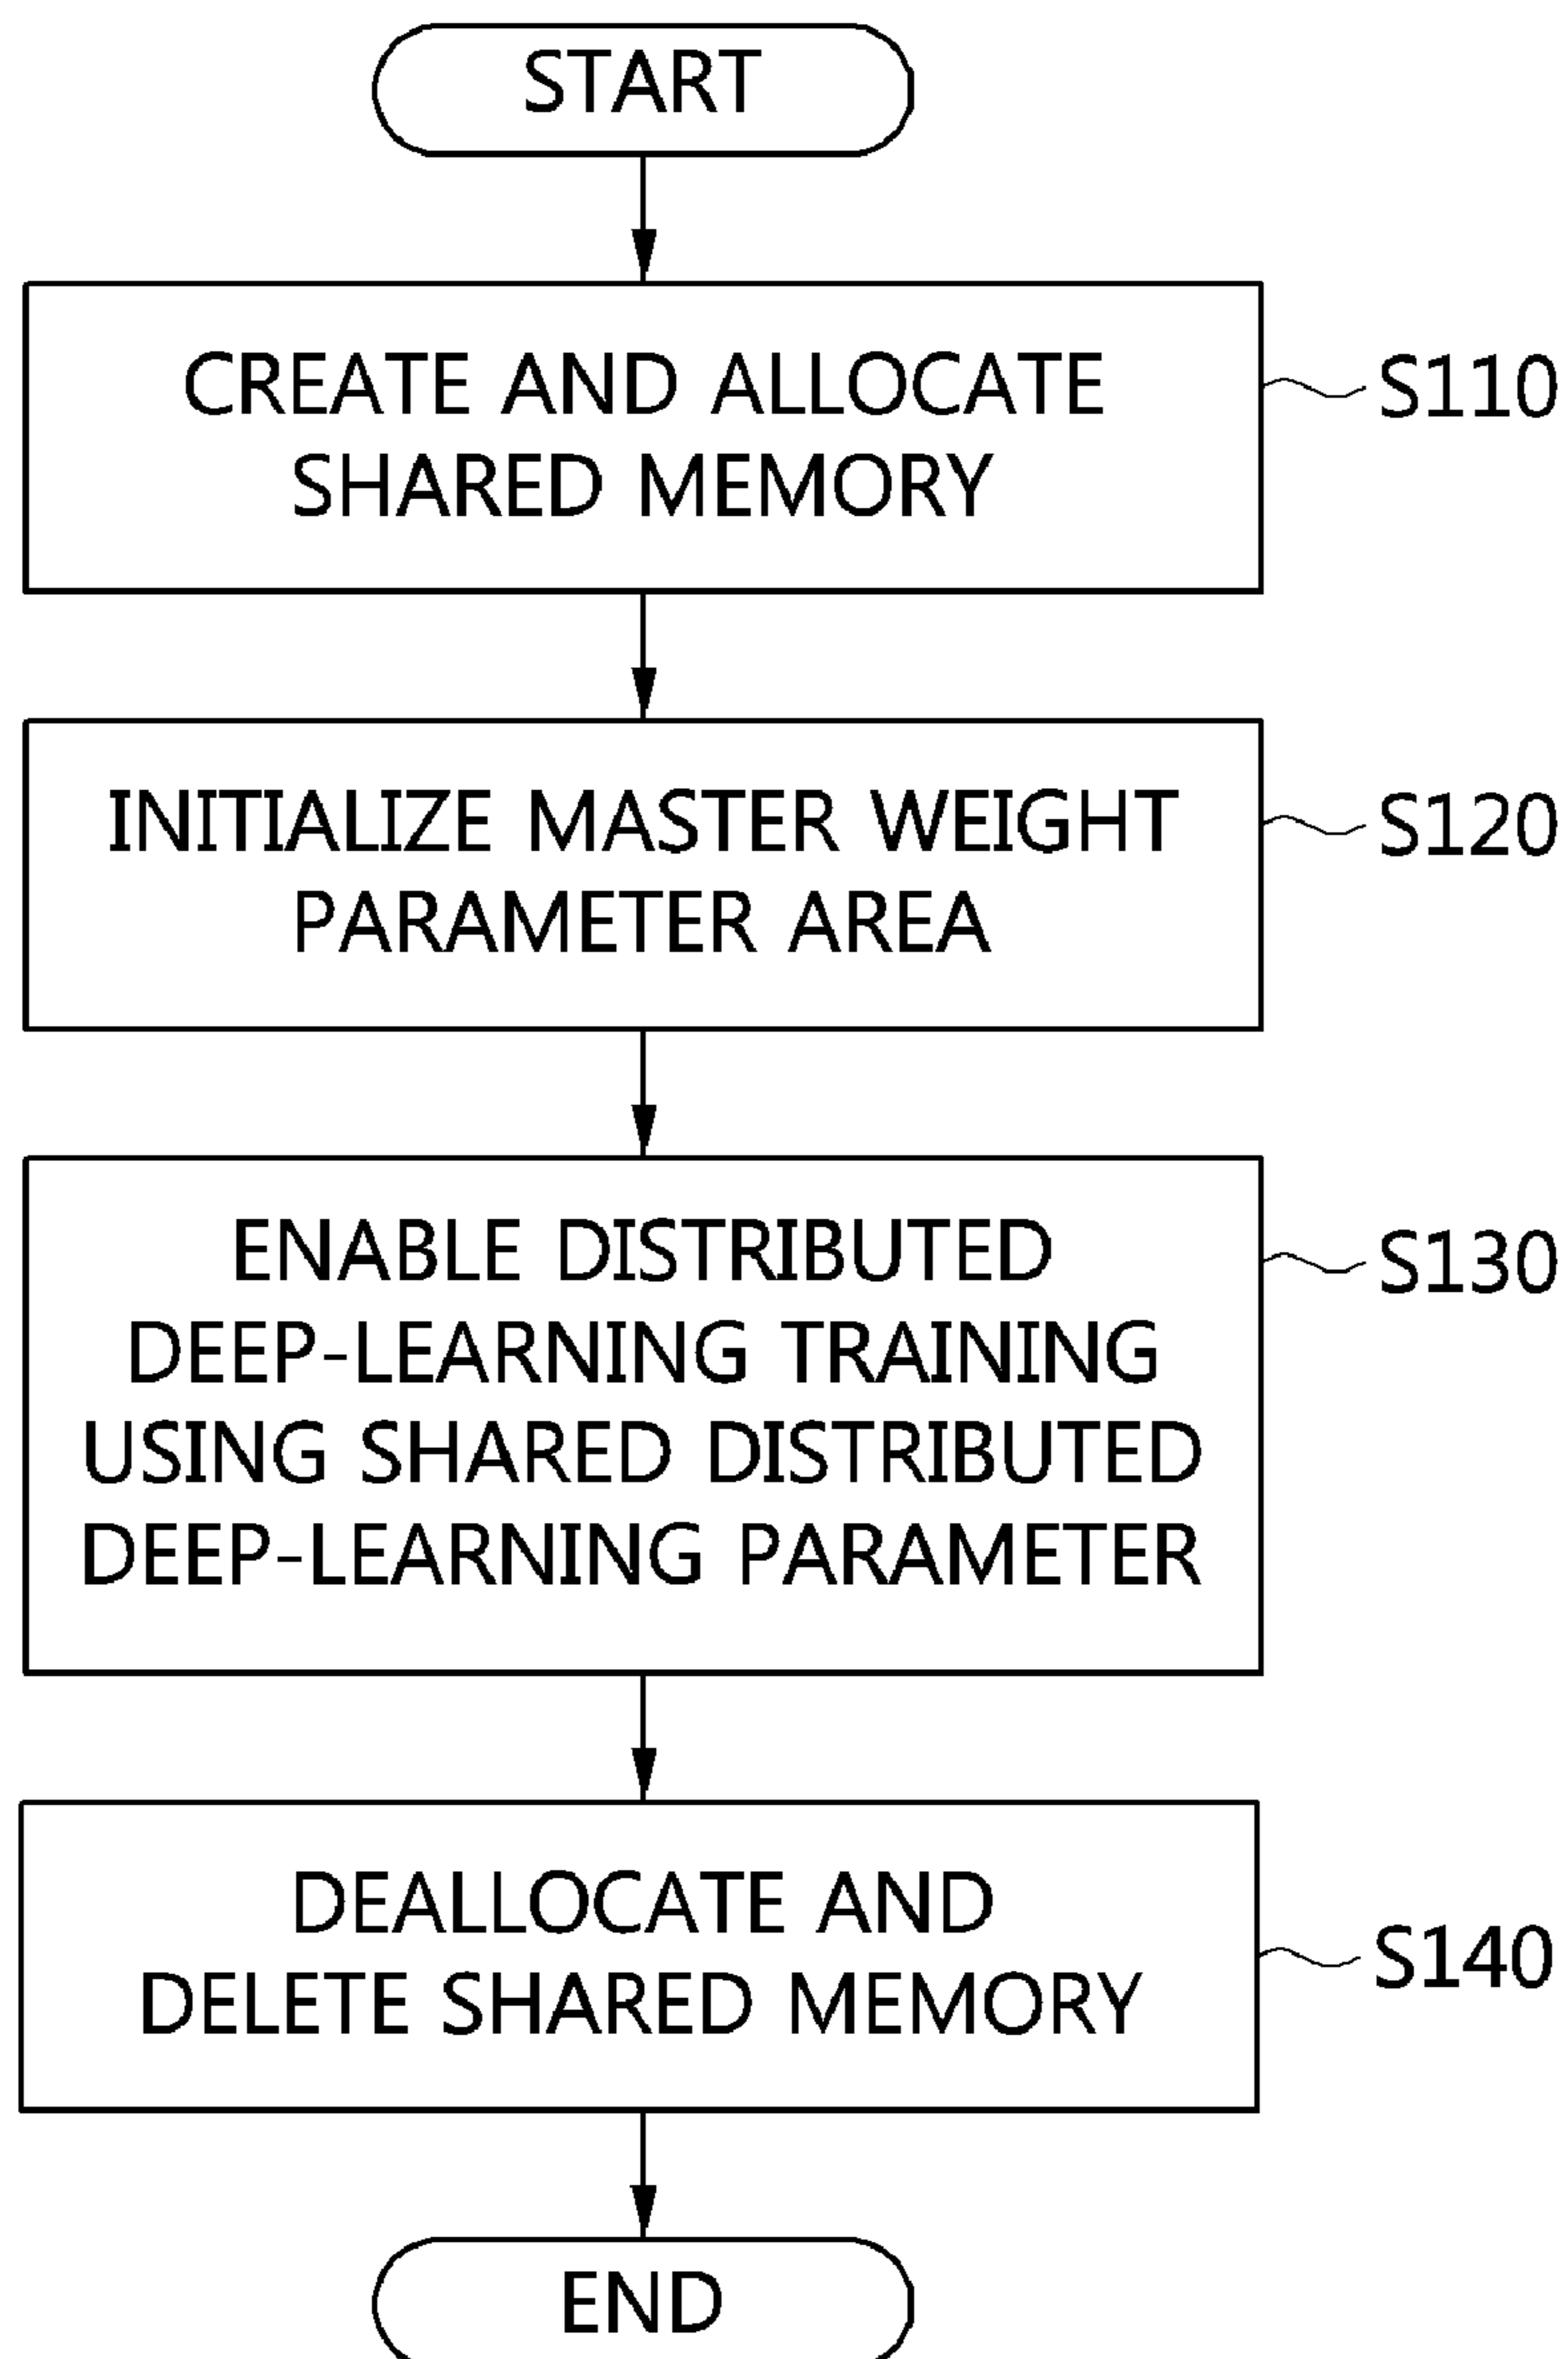 START
CREATE AND ALLOCATE
SHARED MEMORY
S110
INITIALIZE MASTER WEIGHT
PARAMETER AREA
S120
ENABLE DISTRIBUTED
DEEP-LEARNING TRAINING
USING SHARED DISTRIBUTED
DEEP-LEARNING PARAMETER
S130
DEALLOCATE AND
DELETE SHARED MEMORY
S140
END